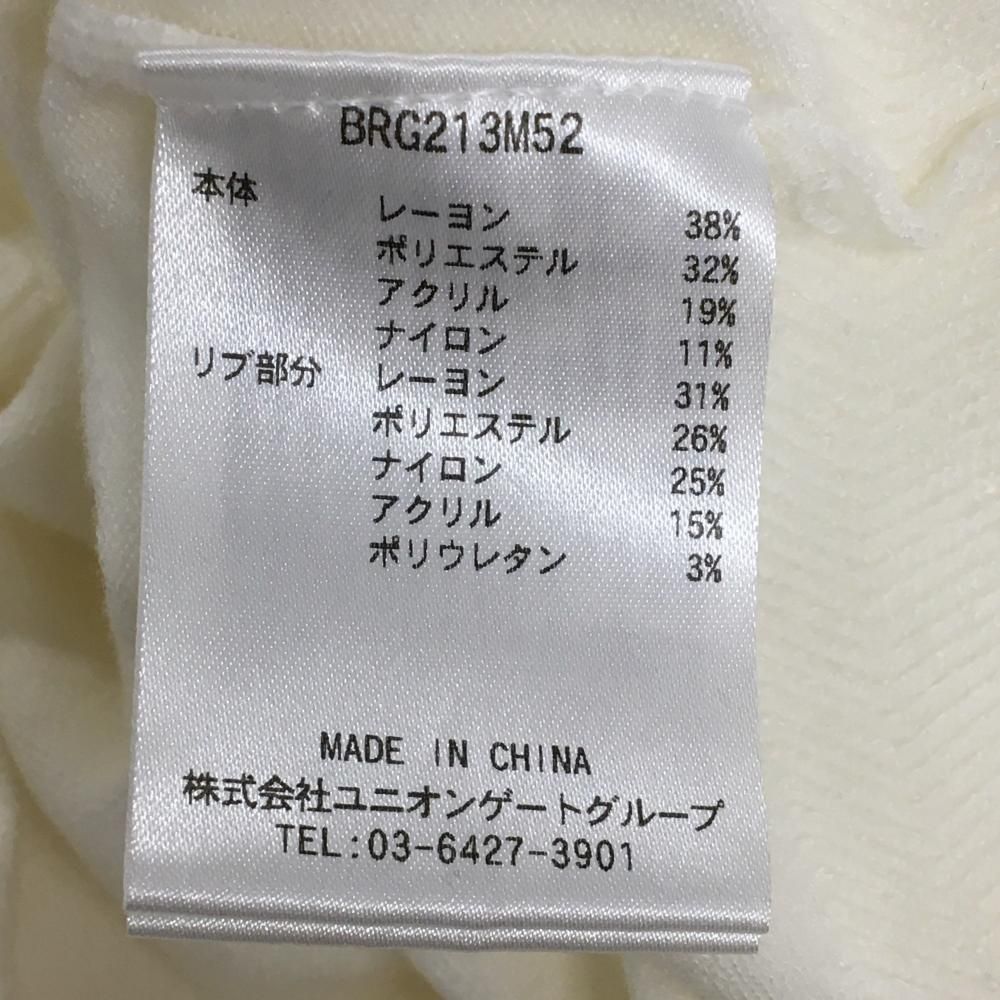 BRG213M52
本体
レーヨン 38%
ポリエステル 32%
アクリル 19%
ナイロン 11%
リブ部分
レーヨン 31%
ポリエステル 26%
ナイロン 25%
アクリル 15%
ポリウレタン 3%
MADE IN CHINA
株式会社ユニオンゲートグループ
TEL:03-6427-3901